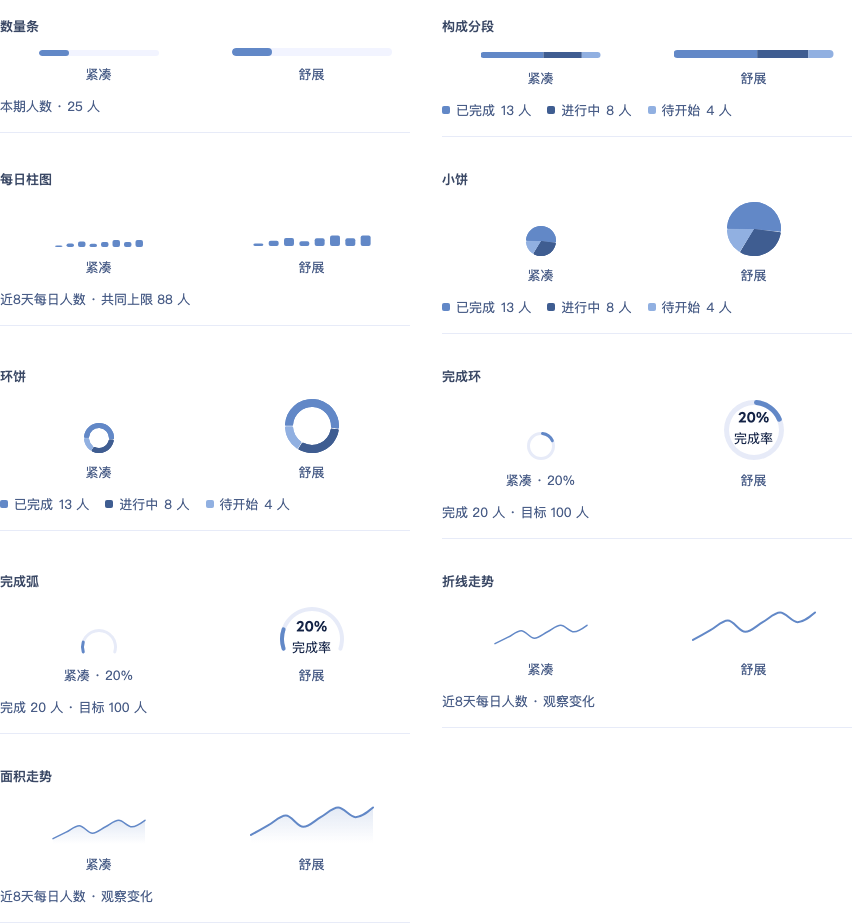 数量条
紧凑
舒展
本期人数 · 25 人
构成分段
紧凑
舒展
已完成 13 人 进行中 8 人 待开始 4 人
每日柱图
紧凑
舒展
近8天每日人数 · 共同上限 88 人
小饼
紧凑
舒展
已完成 13 人 进行中 8 人 待开始 4 人
环饼
紧凑
舒展
已完成 13 人 进行中 8 人 待开始 4 人
完成环
20%
完成率
紧凑 · 20%
舒展
完成 20 人 · 目标 100 人
完成弧
20%
完成率
紧凑 · 20%
舒展
完成 20 人 · 目标 100 人
折线走势
紧凑
舒展
近8天每日人数 · 观察变化
面积走势
紧凑
舒展
近8天每日人数 · 观察变化